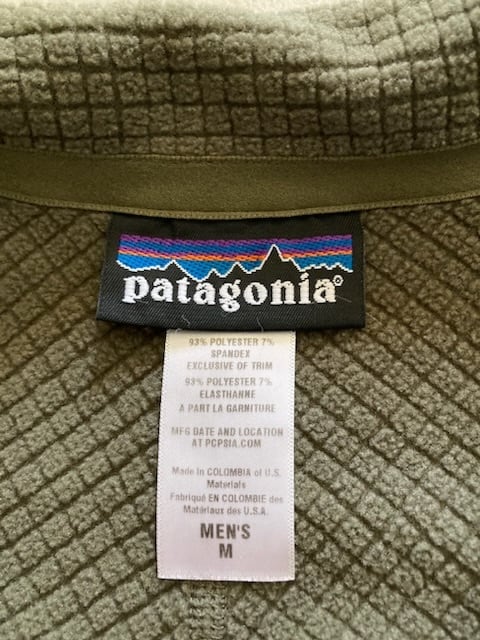 patagonia®
93% POLYESTER 7%
SPANDEX
EXCLUSIVE OF TRIM
93% POLYESTER 7%
ELASTHANNE
A PART LA GARNITURE
MFG DATE AND LOCATION
AT PCPSIA.COM
Made in COLOMBIA of U.S.
Materials
Fabriqué EN COLOMBIE des
Matériaux des U.S.A.
MEN'S
M